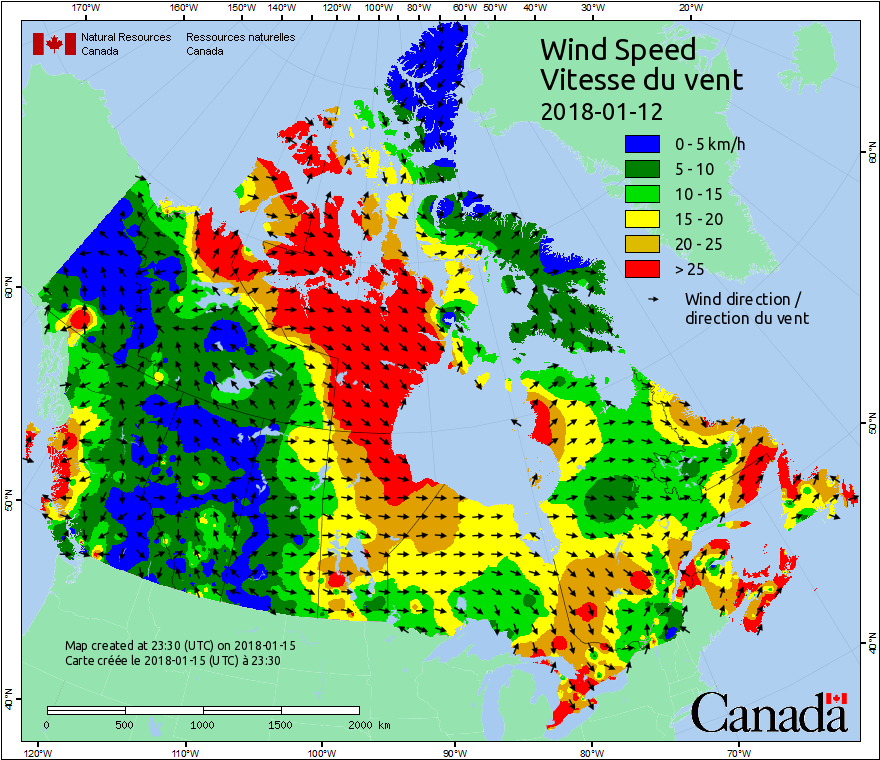 170°W 160°W 150°W 140°W 130°W 120°W 110°W 100°W 80°W 60°W 50°W 40°W 30°W 20°W
Natural Resources Ressources naturelles
Canada Canada
Wind Speed
Vitesse du vent
2018-01-12
0 - 5 km/h
5 - 10
10 - 15
15 - 20
20 - 25
> 25
Wind direction /
direction du vent
60°N
60°N
50°N
50°N
40°N
40°N
Map created at 23:30 (UTC) on 2018-01-15
Carte créée le 2018-01-15 (UTC) à 23:30
0 500 1000 1500 2000 km
Canada
120°W 110°W 100°W 90°W 80°W 70°W